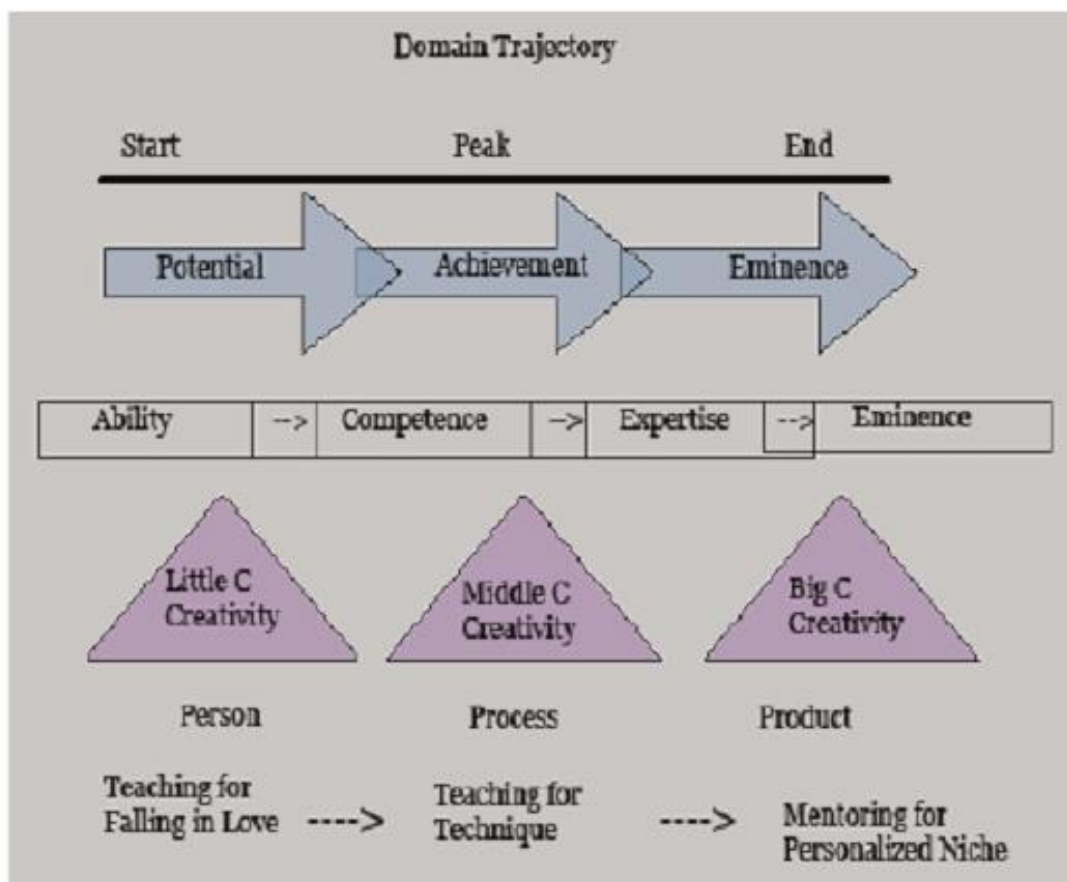 Domain Trajectory
Start Peak End
Potential Achievement Eminence
Ability --> Competence --> Expertise --> Eminence
Little C
Creativity
Middle C
Creativity
Big C
Creativity
Person Process Product
Teaching for
Falling in Love ---->
Teaching for
Technique ---->
Mentoring for
Personalized Niche